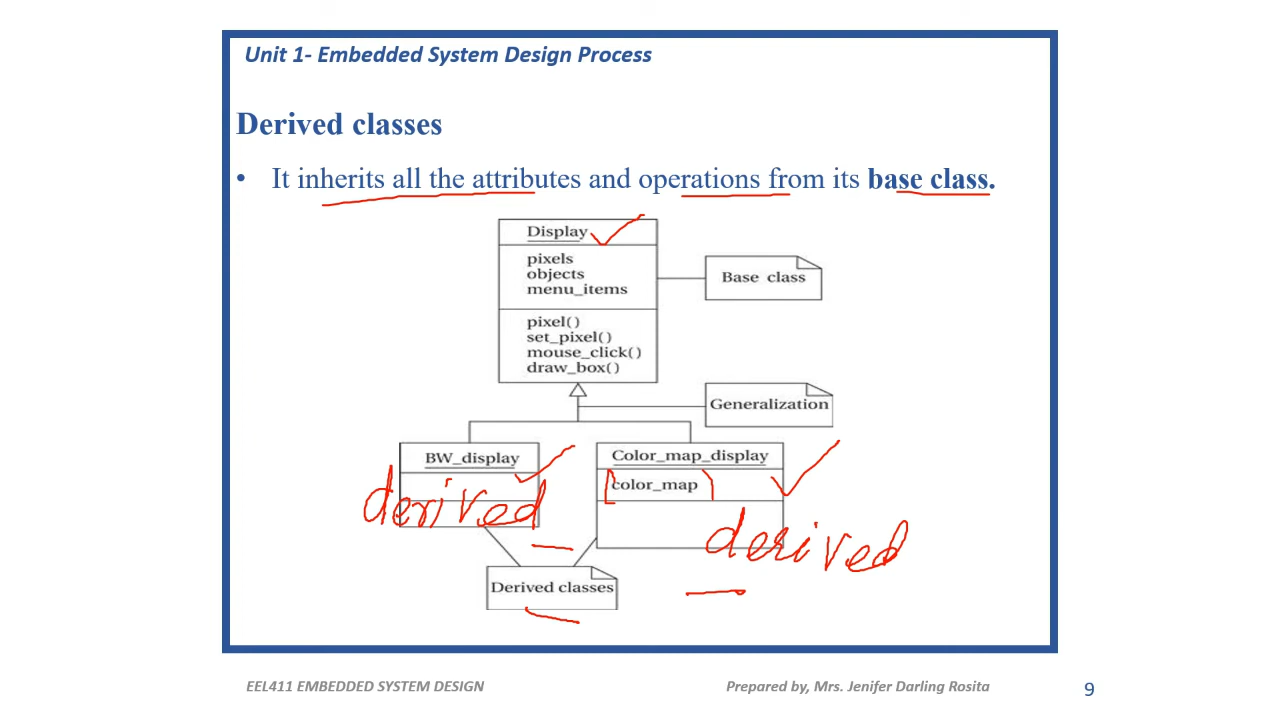 Unit 1- Embedded System Design Process
Derived classes
• It inherits all the attributes and operations from its base class.
Display
pixels
objects
menu_items
Base class
pixel()
set_pixel()
mouse_click()
draw_box()
Generalization
BW_display
Color_map_display
color_map
derived
derived
Derived classes
EEL411 EMBEDDED SYSTEM DESIGN
Prepared by, Mrs. Jenifer Darling Rosita
9